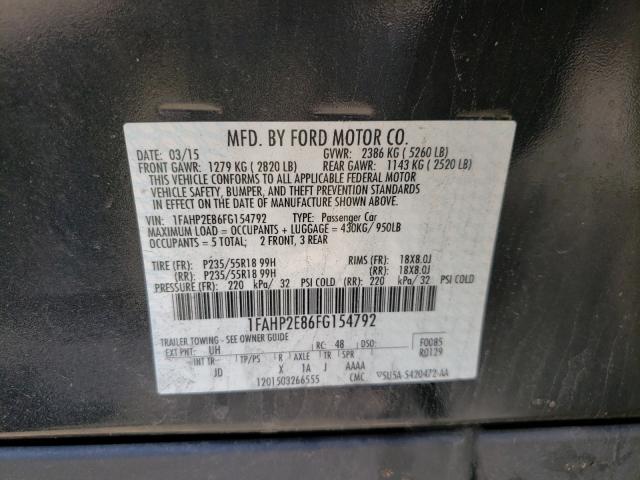 MFD. BY FORD MOTOR CO.
DATE: 03/15 GVWR: 2386 KG ( 5260 LB)
FRONT GAWR: 1279 KG ( 2820 LB) REAR GAWR: 1143 KG ( 2520 LB)
THIS VEHICLE CONFORMS TO ALL APPLICABLE FEDERAL MOTOR
VEHICLE SAFETY, BUMPER, AND THEFT PREVENTION STANDARDS
IN EFFECT ON THE DATE OF MANUFACTURE SHOWN ABOVE.
VIN: 1FAHP2E86FG154792 TYPE: Passenger Car
MAXIMUM LOAD = OCCUPANTS + LUGGAGE = 430KG/ 950LB
OCCUPANTS = 5 TOTAL; 2 FRONT, 3 REAR
TIRE (FR): P235/55R18 99H RIMS (FR): 18X8.0J
(RR): P235/55R18 99H (RR): 18X8.0J
PRESSURE (FR): 220 kPa/ 32 PSI COLD (RR): 220 kPa/ 32 PSI COLD
1FAHP2E86FG154792
TRAILER TOWING - SEE OWNER GUIDE
EXT PNT: UH RC: 48 DSO: F0085
INT TR TP/PS R AXLE TR SPR R0129
JD X 1A J AAAA
1201503266555 CMC